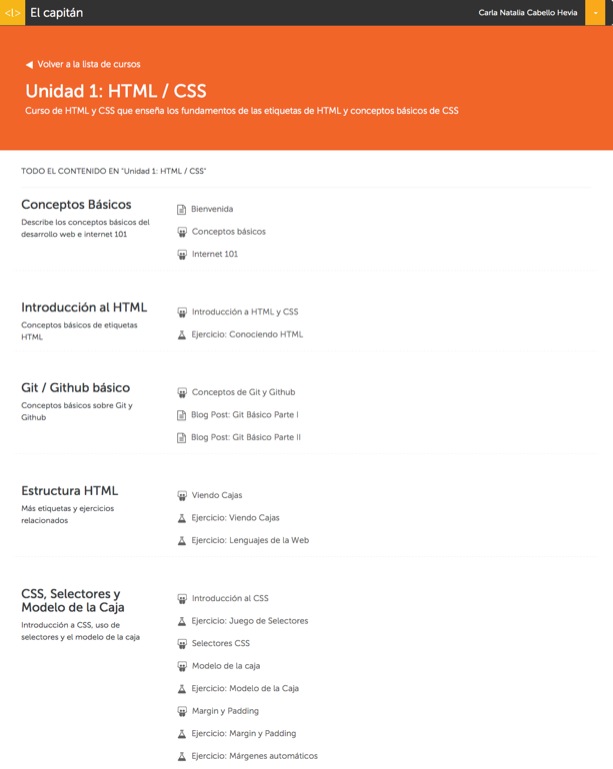 <l> El capitán
Carla Natalia Cabello Hevia
Volver a la lista de cursos
Unidad 1: HTML / CSS
Curso de HTML y CSS que enseña los fundamentos de las etiquetas de HTML y conceptos básicos de CSS
TODO EL CONTENIDO EN "Unidad 1: HTML / CSS"
Conceptos Básicos
Describe los conceptos básicos del
desarrollo web e internet 101
Bienvenida
Conceptos básicos
Internet 101
Introducción al HTML
Conceptos básicos de etiquetas
HTML
Introducción a HTML y CSS
Ejercicio: Conociendo HTML
Git / Github básico
Conceptos básicos sobre Git y
Github
Conceptos de Git y Github
Blog Post: Git Básico Parte I
Blog Post: Git Básico Parte II
Estructura HTML
Más etiquetas y ejercicios
relacionados
Viendo Cajas
Ejercicio: Viendo Cajas
Ejercicio: Lenguajes de la Web
CSS, Selectores y
Modelo de la Caja
Introducción a CSS, uso de
selectores y el modelo de la caja
Introducción al CSS
Ejercicio: Juego de Selectores
Selectores CSS
Modelo de la caja
Ejercicio: Modelo de la Caja
Margin y Padding
Ejercicio: Margin y Padding
Ejercicio: Márgenes automáticos